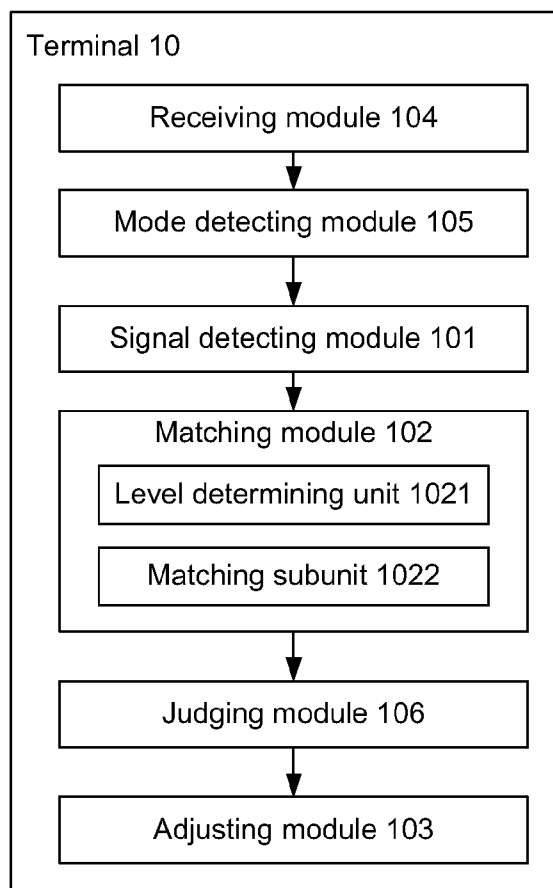 Terminal 10
Receiving module 104
Mode detecting module 105
Signal detecting module 101
Matching module 102
Level determining unit 1021
Matching subunit 1022
Judging module 106
Adjusting module 103